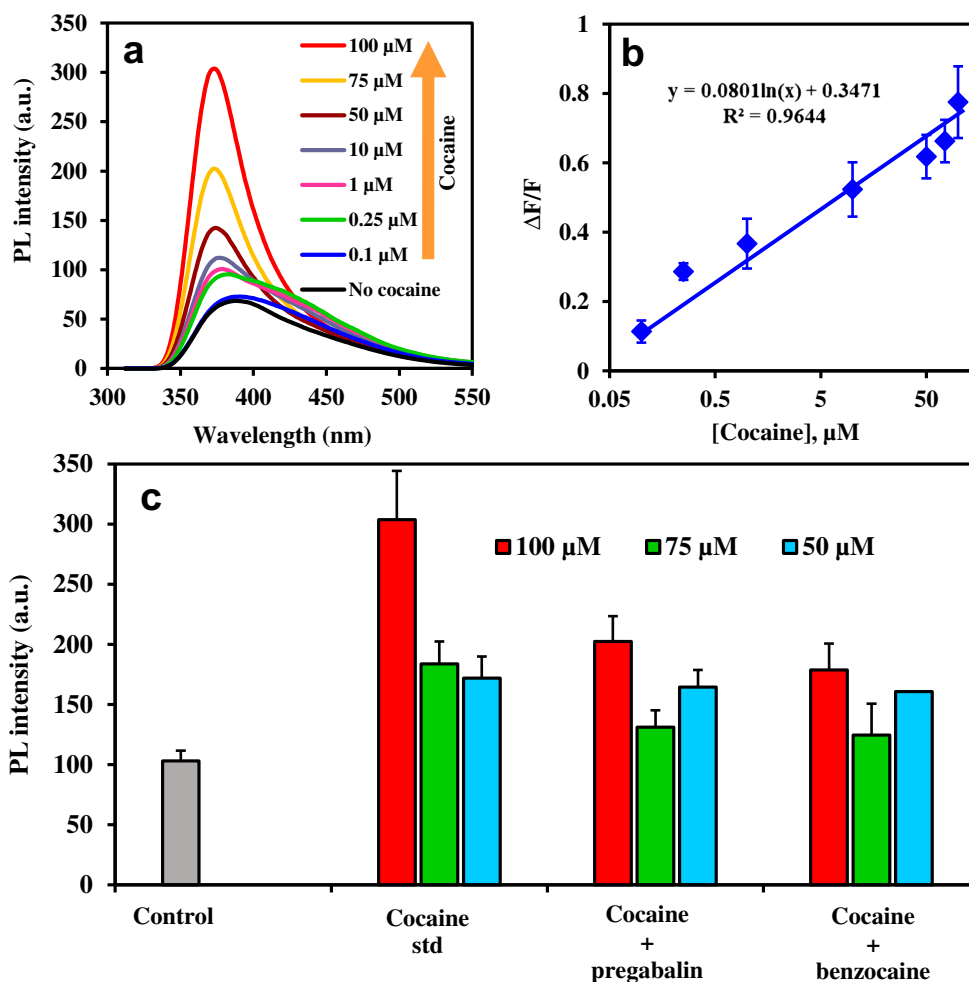 a
PL intensity (a.u.)
350
300
250
200
150
100
50
0
300
350
400
450
500
550
Wavelength (nm)
100 µM
75 µM
50 µM
10 µM
1 µM
0.25 µM
0.1 µM
No cocaine
Cocaine
b
ΔF/F
1
0.8
0.6
0.4
0.2
0
0.05
0.5
5
50
[Cocaine], µM
y = 0.0801ln(x) + 0.3471
R² = 0.9644
c
PL intensity (a.u.)
350
300
250
200
150
100
50
0
100 µM
75 µM
50 µM
Control
Cocaine
std
Cocaine
+
pregabalin
Cocaine
+
benzocaine